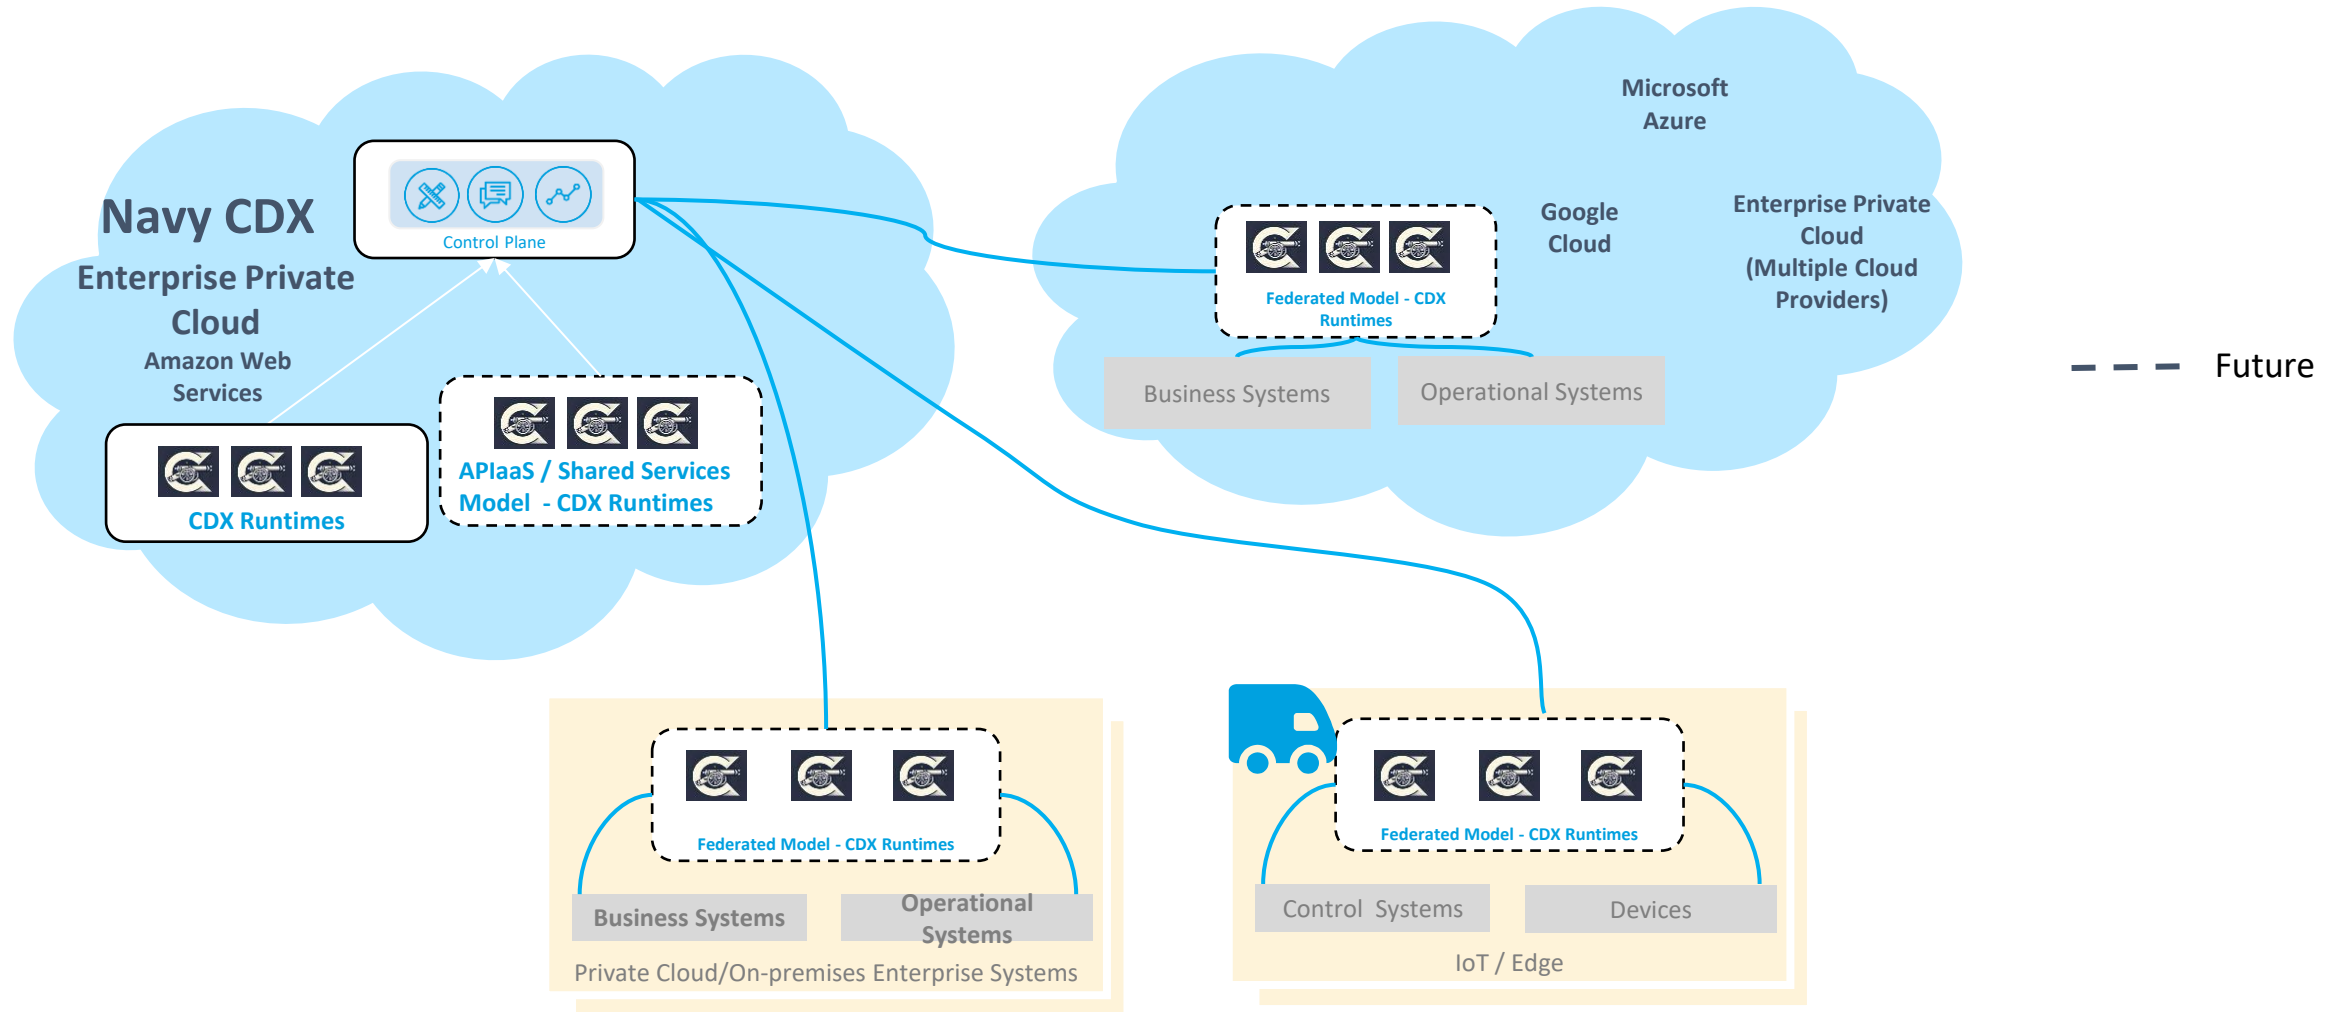 Navy CDX
Enterprise Private
Cloud
Amazon Web
Services
Control Plane
CDX Runtimes
APIaaS / Shared Services
Model - CDX Runtimes
Microsoft
Azure
Google
Cloud
Enterprise Private
Cloud
(Multiple Cloud
Providers)
Federated Model - CDX
Runtimes
Business Systems
Operational Systems
Future
Federated Model - CDX Runtimes
Business Systems
Operational
Systems
Private Cloud/On-premises Enterprise Systems
Federated Model - CDX Runtimes
Control Systems
Devices
IoT / Edge